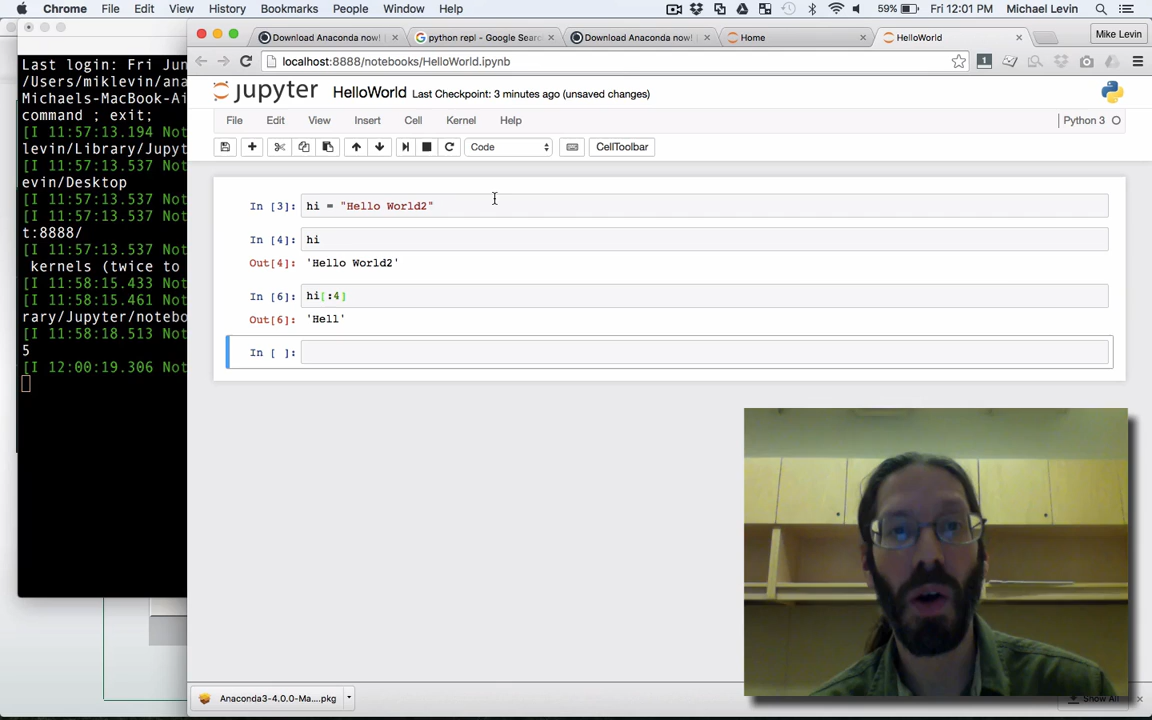 Chrome File Edit View History Bookmarks People Window Help 59% Fri 12:01 PM Michael Levin
Download Anaconda now!
python repl - Google Searc
Download Anaconda now!
Home
HelloWorld
Mike Levin
localhost:8888/notebooks/HelloWorld.ipynb
1
jupyter HelloWorld Last Checkpoint: 3 minutes ago (unsaved changes)
File Edit View Insert Cell Kernel Help Python 3
Code CellToolbar
In [3]: hi = "Hello World2"
In [4]: hi
Out[4]: 'Hello World2'
In [6]: hi[:4]
Out[6]: 'Hell'
In [ ]:
Last login: Fri Jun
/Users/miklevin/ana
Michaels-MacBook-Ai
command ; exit;
[I 11:57:13.194 Not
levin/Library/Jupyt
[I 11:57:13.537 Not
evin/Desktop
[I 11:57:13.537 Not
[I 11:57:13.537 Not
t:8888/
[I 11:57:13.537 Not
kernels (twice to
[I 11:58:15.433 Not
[I 11:58:15.461 Not
rary/Jupyter/notebo
[I 11:58:18.513 Not
5
[I 12:00:19.306 Not
Anaconda3-4.0.0-Ma....pkg
Show All